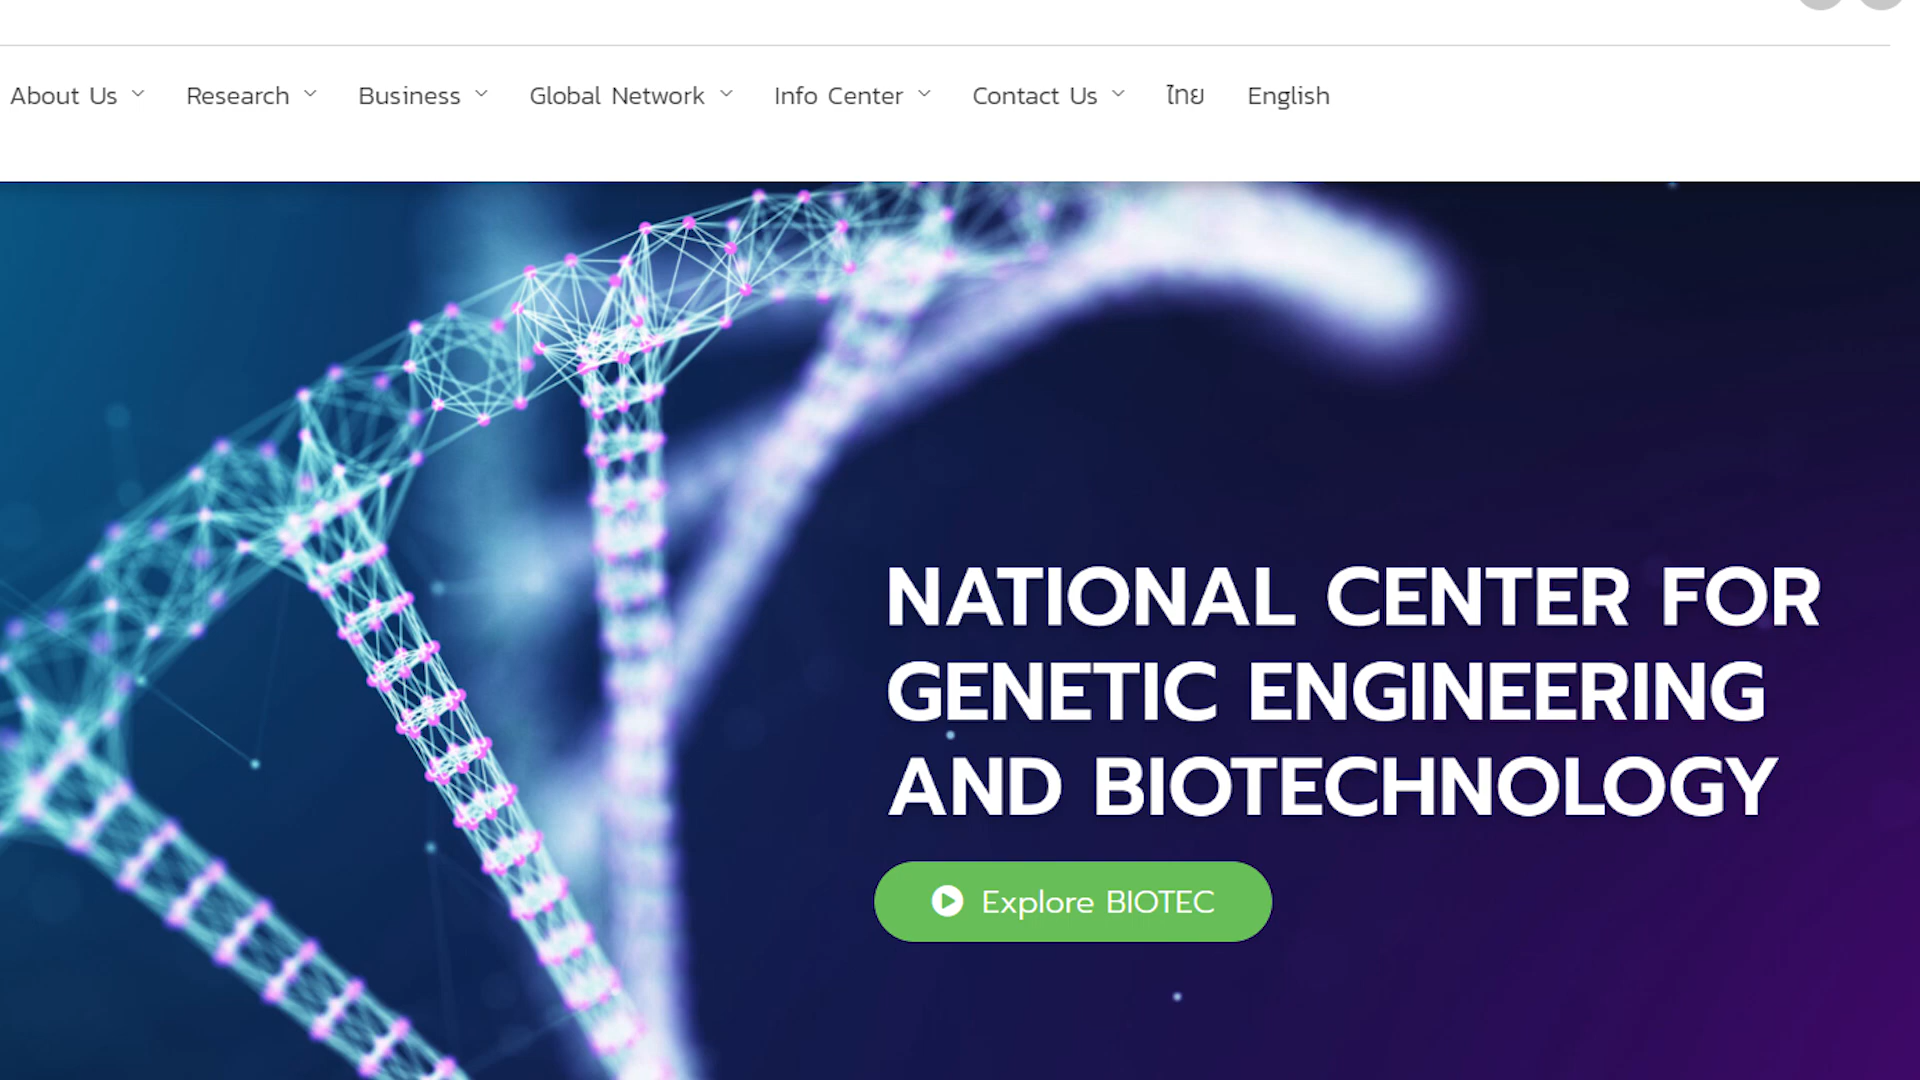 About Us Research Business Global Network Info Center Contact Us ไทย English
NATIONAL CENTER FOR
GENETIC ENGINEERING
AND BIOTECHNOLOGY
Explore BIOTEC